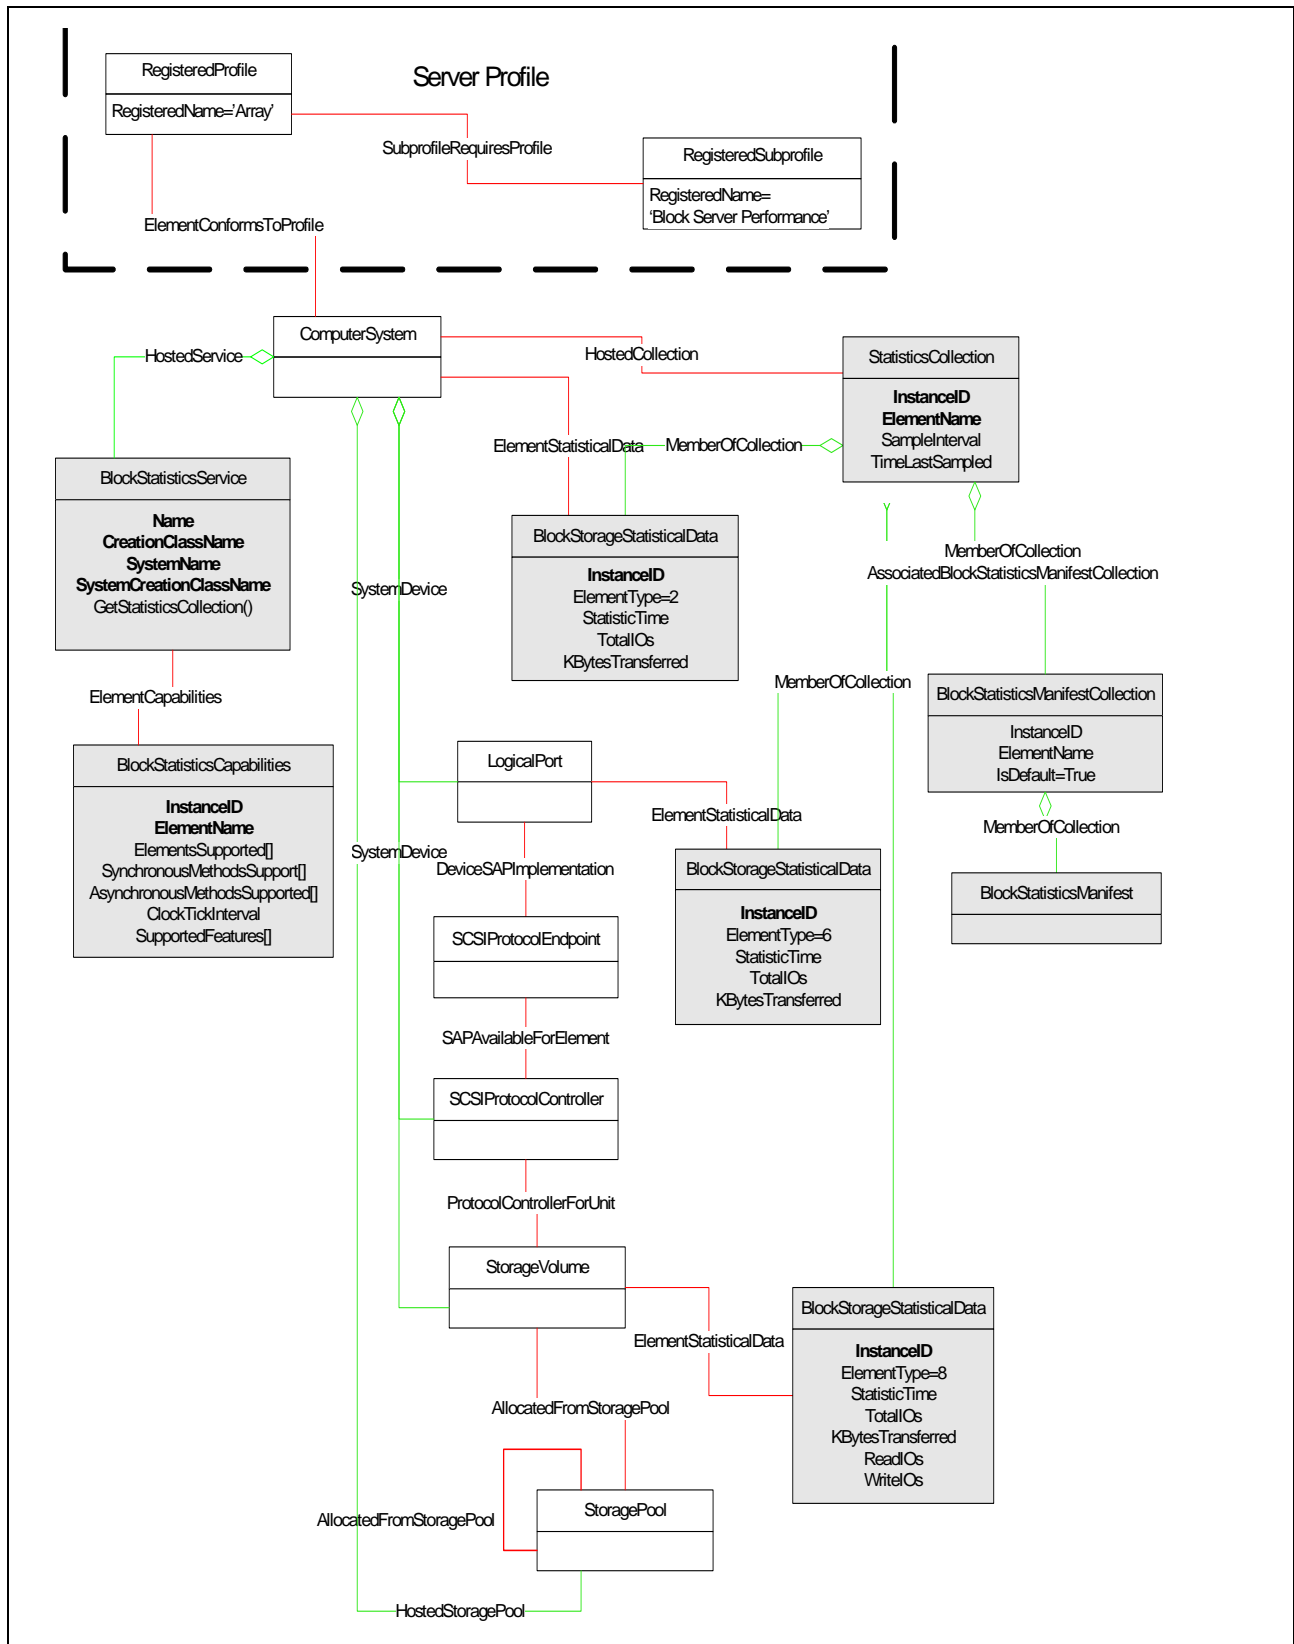 Server Profile
RegisteredProfile
RegisteredName='Array'
SubprofileRequiresProfile
RegisteredSubprofile
RegisteredName=
‘Block Server Performance’
ElementConformsToProfile
ComputerSystem
HostedService
HostedCollection
StatisticsCollection
InstanceID
ElementName
SampleInterval
TimeLastSampled
ElementStatisticalData
MemberOfCollection
BlockStatisticsService
Name
CreationClassName
SystemName
SystemCreationClassName
GetStatisticsCollection()
BlockStorageStatisticalData
InstanceID
ElementType=2
StatisticTime
TotalIOs
KBytesTransferred
MemberOfCollection
AssociatedBlockStatisticsManifestCollection
SystemDevice
ElementCapabilities
MemberOfCollection
BlockStatisticsManifestCollection
InstanceID
ElementName
IsDefault=True
BlockStatisticsCapabilities
InstanceID
ElementName
ElementsSupported[]
SynchronousMethodsSupport[]
AsynchronousMethodsSupported[]
ClockTickInterval
SupportedFeatures[]
LogicalPort
ElementStatisticalData
MemberOfCollection
SystemDevice
DeviceSAPImplementation
BlockStorageStatisticalData
InstanceID
ElementType=6
StatisticTime
TotalIOs
KBytesTransferred
BlockStatisticsManifest
SCSIProtocolEndpoint
SAPAvailableForElement
SCSIProtocolController
ProtocolControllerForUnit
StorageVolume
ElementStatisticalData
BlockStorageStatisticalData
InstanceID
ElementType=8
StatisticTime
TotalIOs
KBytesTransferred
ReadIOs
WriteIOs
AllocatedFromStoragePool
StoragePool
AllocatedFromStoragePool
HostedStoragePool